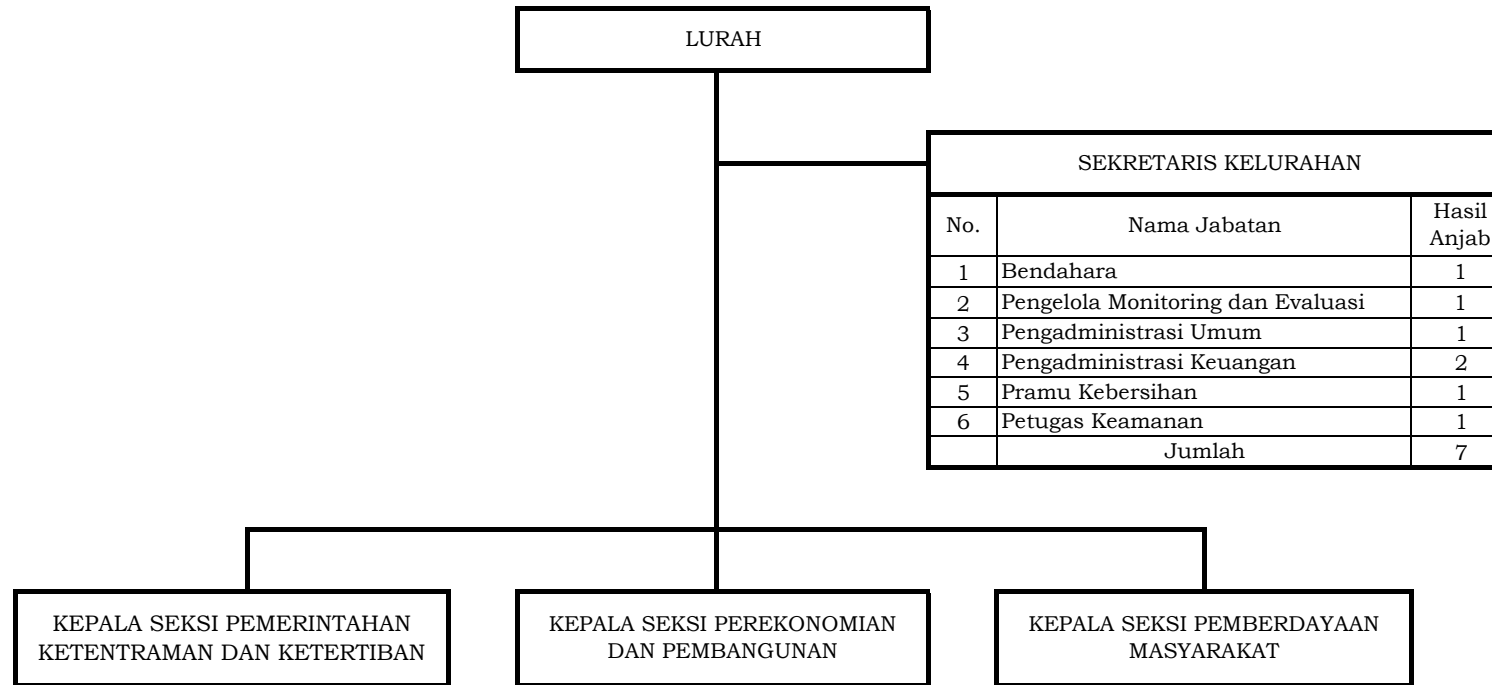 LURAH
SEKRETARIS KELURAHAN
No. Nama Jabatan Hasil Anjab
1 Bendahara 1
2 Pengelola Monitoring dan Evaluasi 1
3 Pengadministrasi Umum 1
4 Pengadministrasi Keuangan 2
5 Pramu Kebersihan 1
6 Petugas Keamanan 1
Jumlah 7
KEPALA SEKSI PEMERINTAHAN
KETENTRAMAN DAN KETERTIBAN
KEPALA SEKSI PEREKONOMIAN
DAN PEMBANGUNAN
KEPALA SEKSI PEMBERDAYAAN
MASYARAKAT